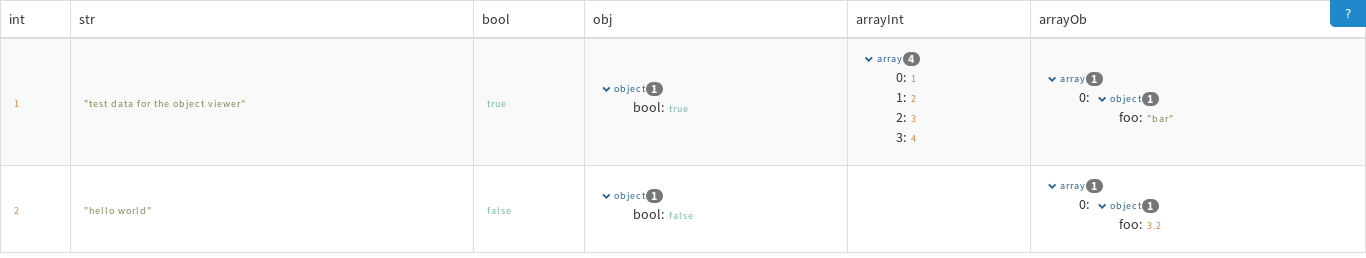 int str bool obj arrayInt arrayOb ?
1 "test data for the object viewer" true
object 1
bool: true
array 4
0: 1
1: 2
2: 3
3: 4
array 1
0: object 1
foo: "bar"
2 "hello world" false
object 1
bool: false
array 1
0: object 1
foo: 3.2